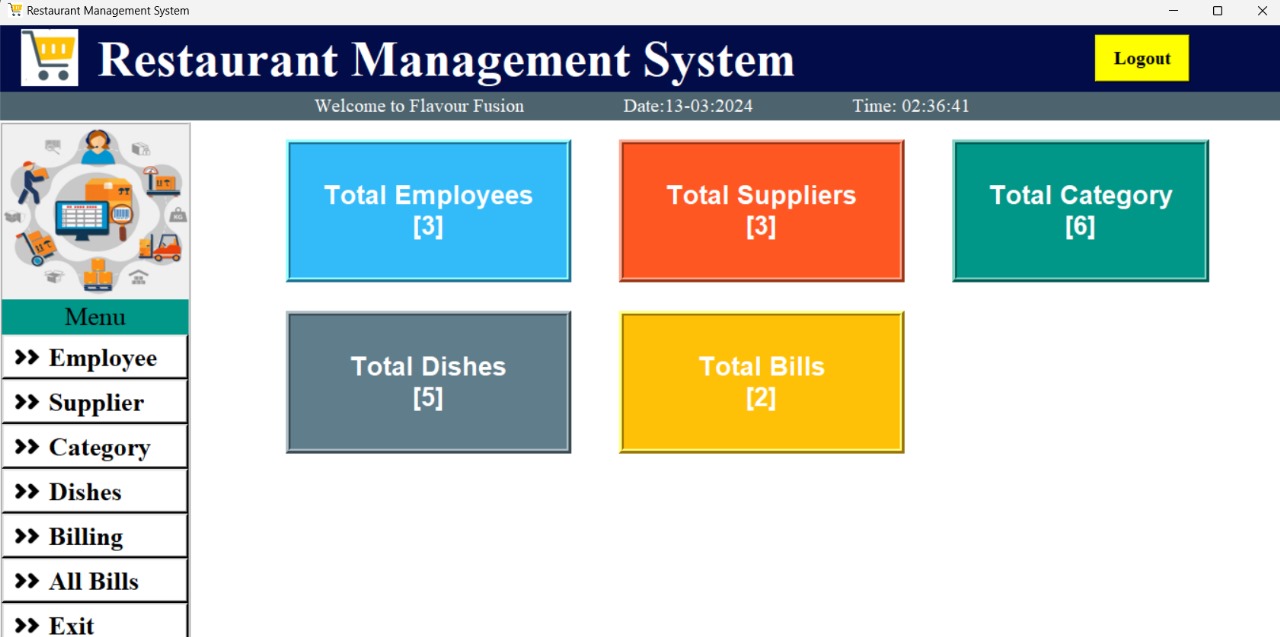 Restaurant Management System
Restaurant Management System
Logout
Welcome to Flavour Fusion Date:13-03:2024 Time: 02:36:41
Total Employees
[3]
Total Suppliers
[3]
Total Category
[6]
Total Dishes
[5]
Total Bills
[2]
Menu
Employee
Supplier
Category
Dishes
Billing
All Bills
Exit